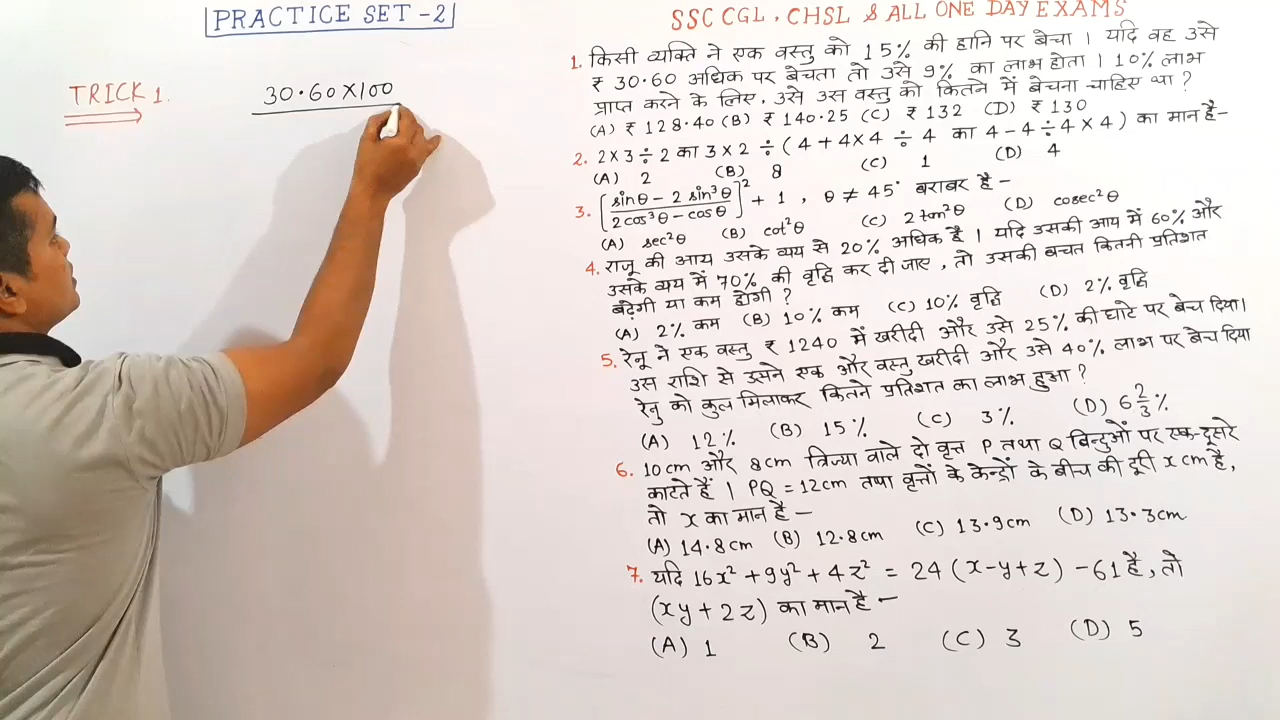 PRACTICE SET -2
SSC CGL, CHSL & ALL ONE DAY EXAMS
TRICK 1.
30.60 X 100
1. किसी व्यक्ति ने एक वस्तु को 15% की हानि पर बेचा । यदि वह उसे
₹ 30.60 अधिक पर बेचता तो उसे 9% का लाभ होता । 10% लाभ
प्राप्त करने के लिए, उसे उस वस्तु को कितने में बेचना चाहिए था ?
(A) ₹ 128.40 (B) ₹ 140.25 (C) ₹ 132 (D) ₹ 130
2. 2 × 3 ÷ 2 का 3 × 2 ÷ (4 + 4 × 4 ÷ 4 का 4 - 4 ÷ 4 × 4) का मान है-
(A) 2 (B) 8 (C) 1 (D) 4
3. [sinθ - 2 sin³θ / 2cos³θ - cosθ]² + 1 , θ ≠ 45° बराबर है -
(A) sec²θ (B) cot²θ (C) 2 tan²θ (D) cosec²θ
4. राजू की आय उसके व्यय से 20% अधिक है । यदि उसकी आय में 60% और
उसके व्यय में 70% की वृद्धि कर दी जाए , तो उसकी बचत कितनी प्रतिशत
बढ़ेगी या कम होगी ?
(A) 2% कम (B) 10% कम (C) 10% वृद्धि (D) 2% वृद्धि
5. रेनू ने एक वस्तु ₹ 1240 में खरीदी और उसे 25% की घाटे पर बेच दिया।
उस राशि से उसने एक और वस्तु खरीदी और उसे 40% लाभ पर बेच दिया
रेनु को कुल मिलाकर कितने प्रतिशत का लाभ हुआ ?
(A) 12% (B) 15% (C) 3% (D) 6 2/3 %
6. 10cm और 8cm त्रिज्या वाले दो वृत्त P तथा Q बिन्दुओं पर एक-दूसरे
काटते हैं । PQ = 12cm तथा वृत्तों के केन्द्रों के बीच की दूरी x cm है,
तो x का मान है -
(A) 14.8cm (B) 12.8cm (C) 13.9cm (D) 13.3cm
7. यदि 16x² + 9y² + 4z² = 24 (x-y+z) - 61 है, तो
(xy + 2z) का मान है -
(A) 1 (B) 2 (C) 3 (D) 5